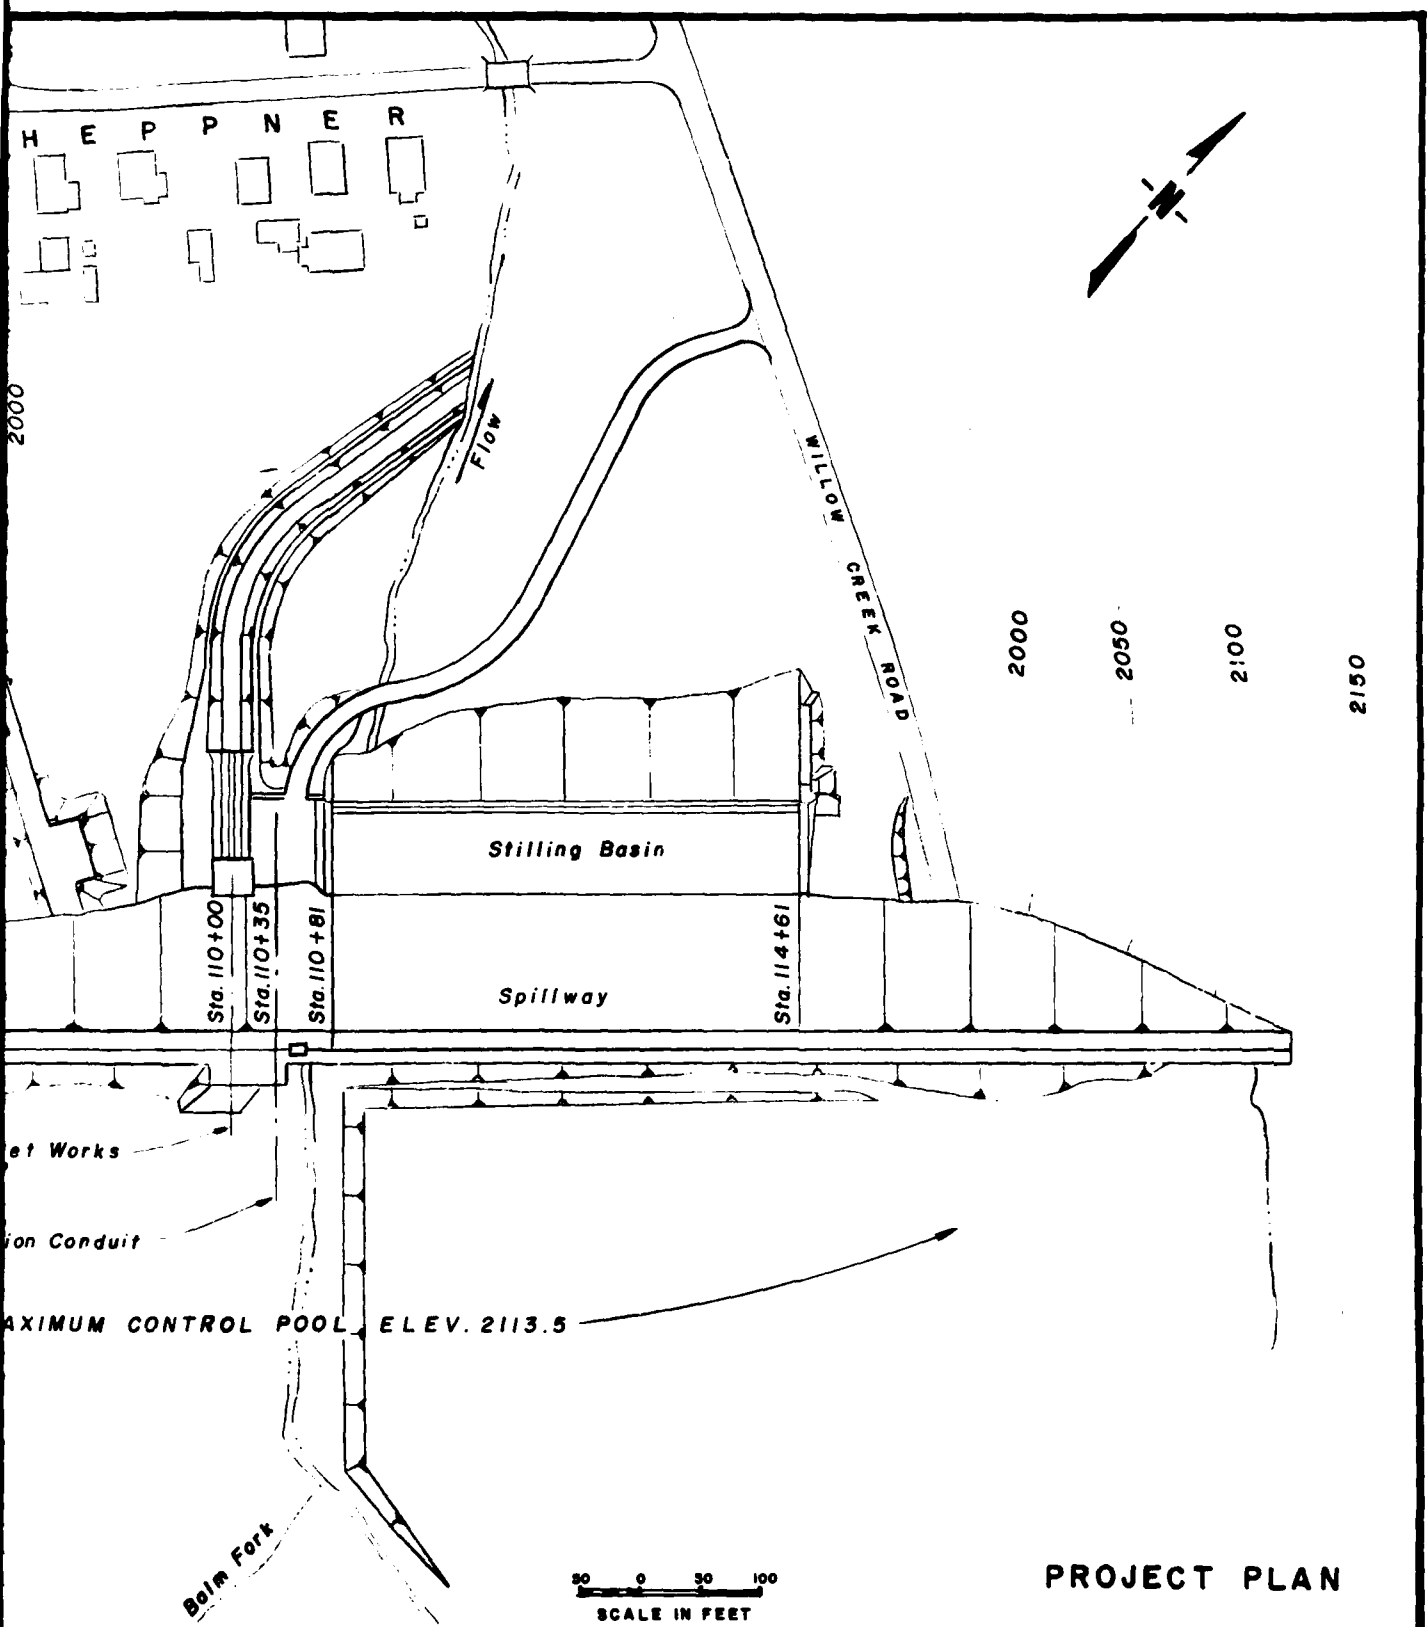 HEPPNER
N
2000
Flow
WILLOW CREEK ROAD
2000
2050
2100
2150
Stilling Basin
Sta. 110+00
Sta. 110+35
Sta. 110+81
Sta. 114+61
Spillway
et Works
ion Conduit
AXIMUM CONTROL POOL ELEV. 2113.5
Balm Fork
50 0 50 100
SCALE IN FEET
PROJECT PLAN